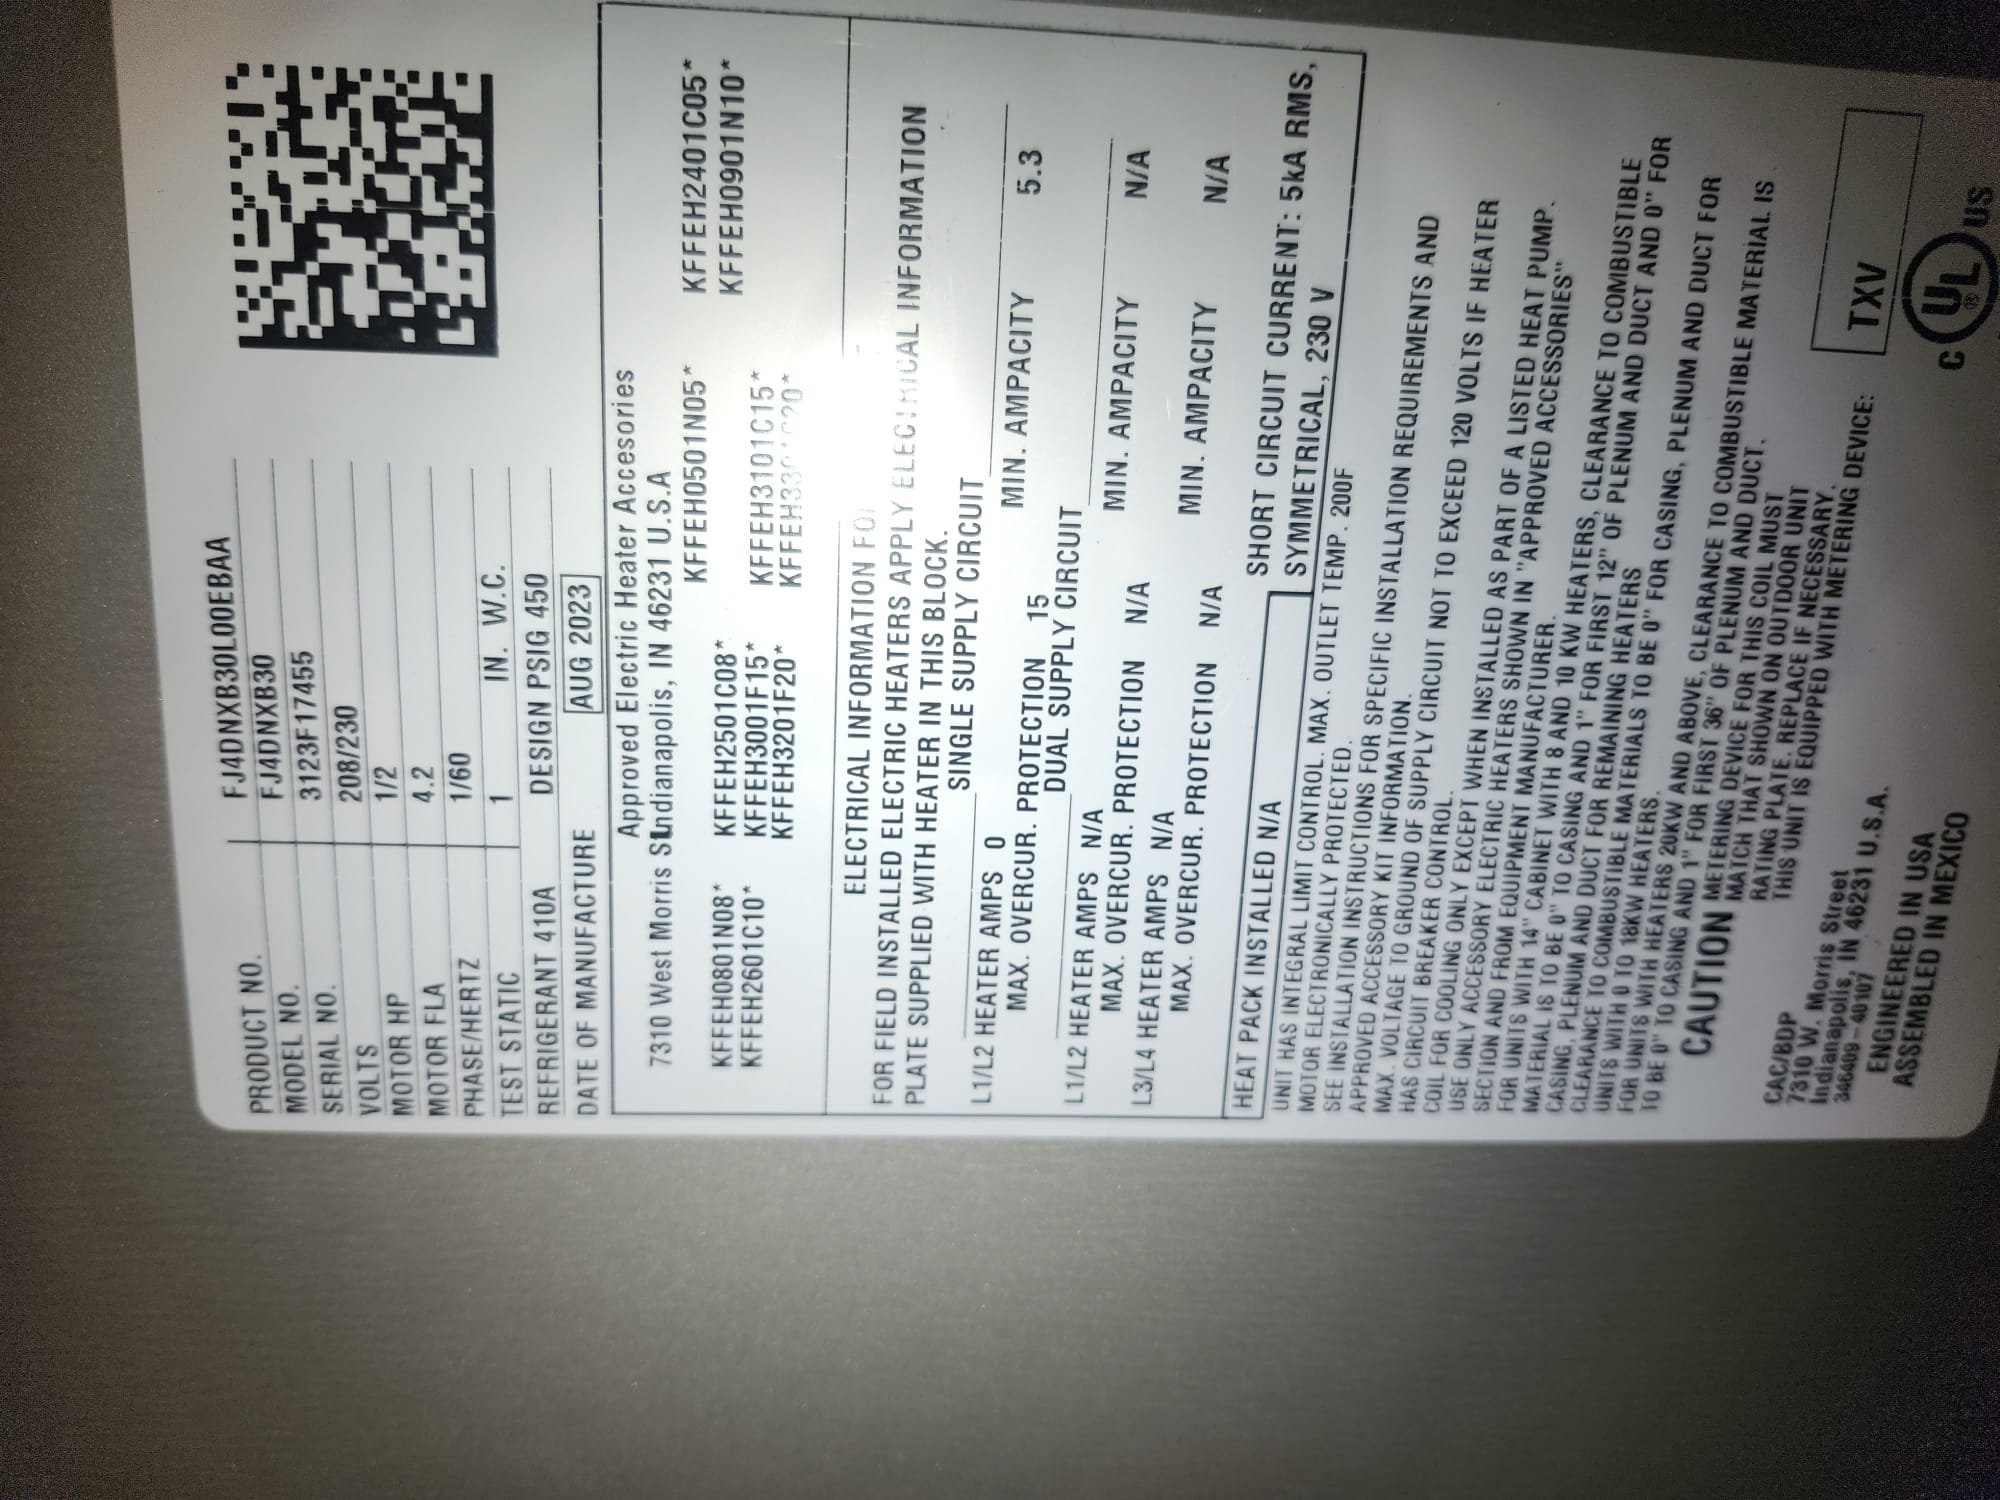 PRODUCT NO. FJ4DNXB30L00EBAA
MODEL NO. FJ4DNXB30
SERIAL NO. 3123F17455
VOLTS 208/230
MOTOR HP 1/2
MOTOR FLA 4.2
PHASE/HERTZ 1/60
TEST STATIC 1 IN. W.C.
REFRIGERANT 410A DESIGN PSIG 450
DATE OF MANUFACTURE AUG 2023
Approved Electric Heater Accesories
7310 West Morris St Indianapolis, IN 46231 U.S.A
KFFEH0501N05* KFFEH2401C05*
KFFEH0801N08* KFFEH2501C08* KFFEH0901N10*
KFFEH2601C10* KFFEH3001F15* KFFEH3101C15*
KFFEH3201F20*
ELECTRICAL INFORMATION
FOR FIELD INSTALLED ELECTRIC HEATERS APPLY ELECTRICAL INFORMATION
PLATE SUPPLIED WITH HEATER IN THIS BLOCK.
SINGLE SUPPLY CIRCUIT
L1/L2 HEATER AMPS 0
MAX. OVERCUR. PROTECTION 15 MIN. AMPACITY 5.3
DUAL SUPPLY CIRCUIT
L1/L2 HEATER AMPS N/A
MAX. OVERCUR. PROTECTION N/A MIN. AMPACITY N/A
L3/L4 HEATER AMPS N/A
MAX. OVERCUR. PROTECTION N/A MIN. AMPACITY N/A
HEAT PACK INSTALLED N/A
SHORT CIRCUIT CURRENT: 5kA RMS,
SYMMETRICAL, 230 V
UNIT HAS INTEGRAL LIMIT CONTROL. MAX. OUTLET TEMP. 200F
MOTOR ELECTRONICALLY PROTECTED.
SEE INSTALLATION INSTRUCTIONS FOR SPECIFIC INSTALLATION REQUIREMENTS AND
APPROVED ACCESSORY KIT INFORMATION.
MAX. VOLTAGE TO GROUND OF SUPPLY CIRCUIT NOT TO EXCEED 120 VOLTS IF HEATER
HAS CIRCUIT BREAKER CONTROL.
COIL FOR COOLING ONLY EXCEPT WHEN INSTALLED AS PART OF A LISTED HEAT PUMP.
USE ONLY ACCESSORY ELECTRIC HEATERS SHOWN IN "APPROVED ACCESSORIES"
SECTION AND FROM EQUIPMENT MANUFACTURER.
FOR UNITS WITH 14" CABINET WITH 8 AND 10 KW HEATERS, CLEARANCE TO COMBUSTIBLE
MATERIAL IS TO BE 0" TO CASING AND 1" FOR FIRST 12" OF PLENUM AND DUCT AND 0" FOR
CASING, PLENUM AND DUCT FOR REMAINING HEATERS
CLEARANCE TO COMBUSTIBLE MATERIALS TO BE 0" FOR CASING, PLENUM AND DUCT FOR
UNITS WITH 0 TO 18KW HEATERS.
FOR UNITS WITH HEATERS 20KW AND ABOVE, CLEARANCE TO COMBUSTIBLE MATERIAL IS
TO BE 0" TO CASING AND 1" FOR FIRST 36" OF PLENUM AND DUCT.
CAUTION METERING DEVICE FOR THIS COIL MUST
MATCH THAT SHOWN ON OUTDOOR UNIT
RATING PLATE. REPLACE IF NECESSARY.
THIS UNIT IS EQUIPPED WITH METERING DEVICE: TXV
CAC/BDP
7310 W. Morris Street
Indianapolis, IN 46231 U.S.A.
346409-40107
ENGINEERED IN USA
ASSEMBLED IN MEXICO
C UL US